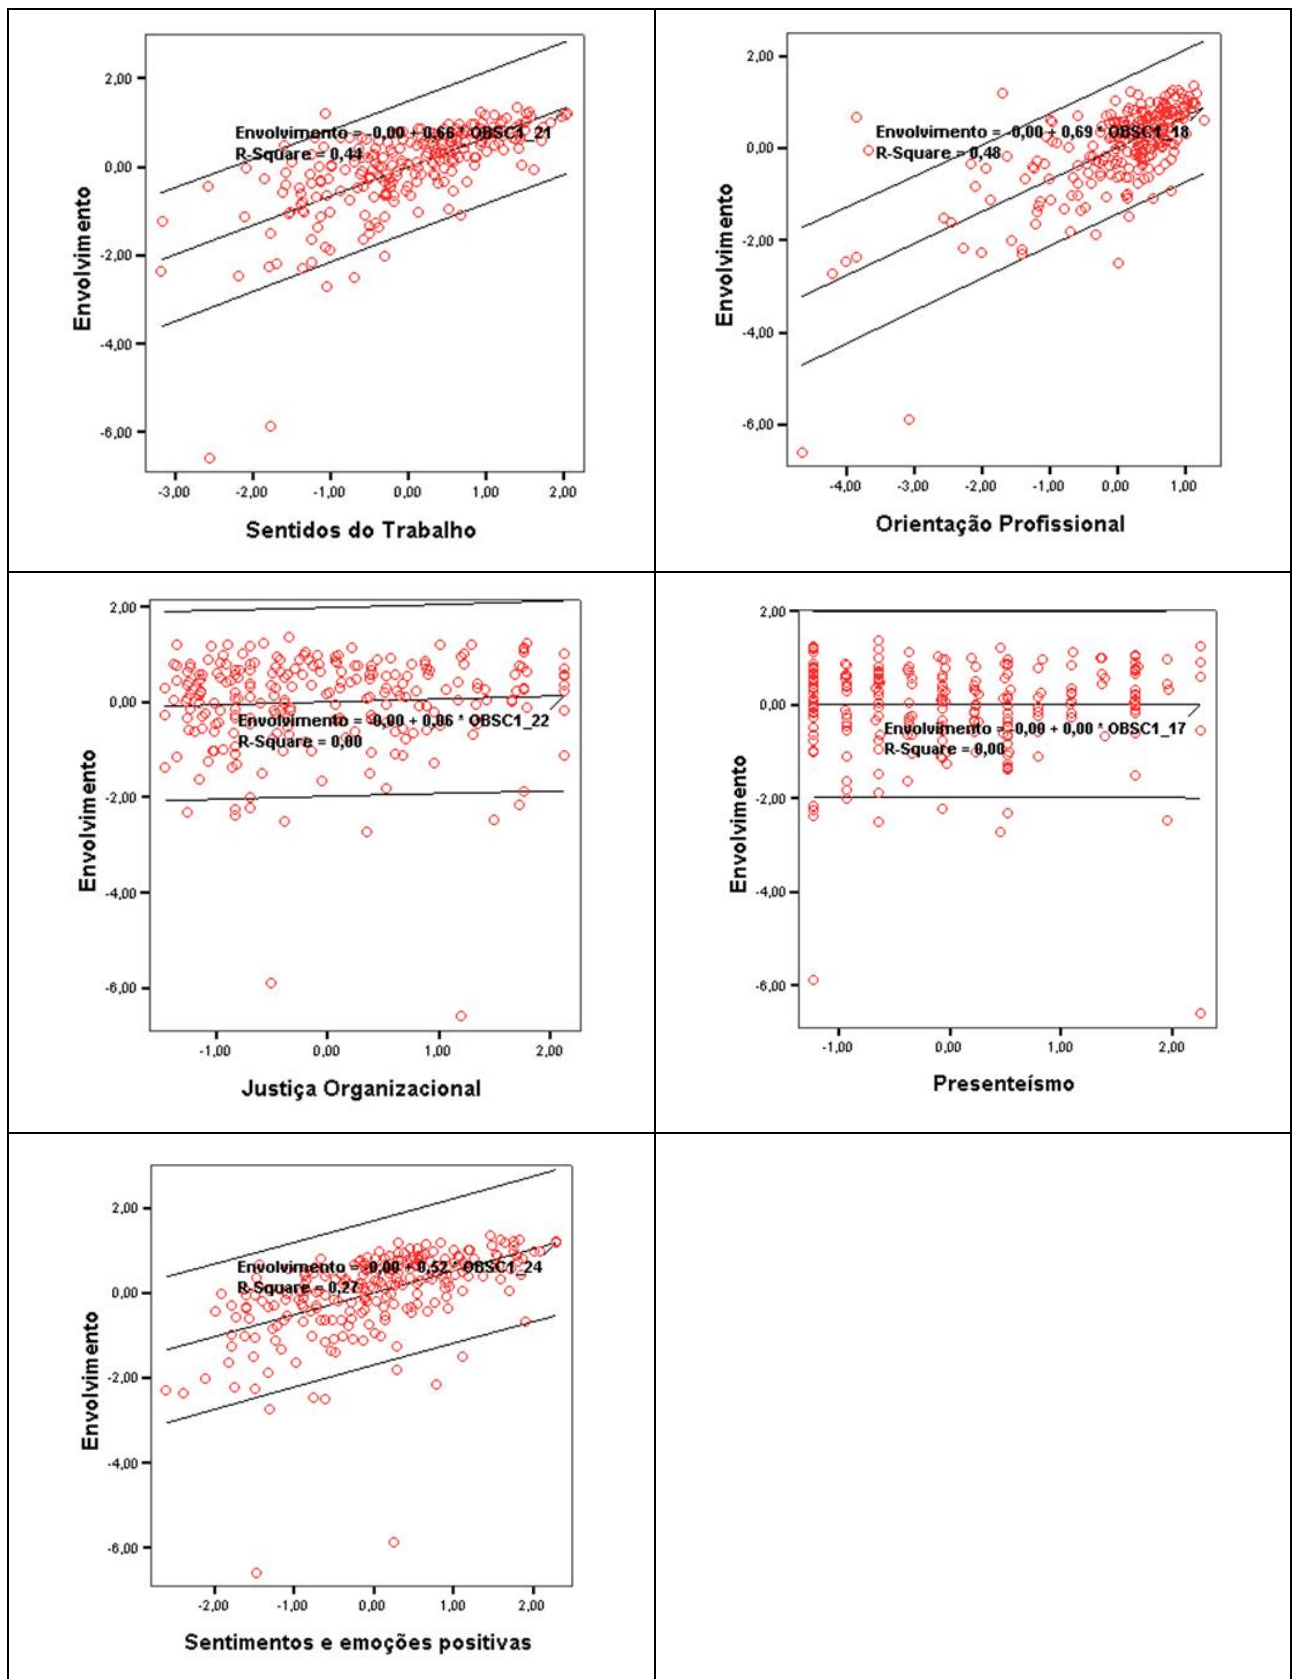 2,00
0,00
-2,00
-4,00
-6,00
Envolvimento
Envolvimento = -0,00 + 0,66 * OBSC1_21
R-Square = 0,44
-3,00 -2,00 -1,00 0,00 1,00 2,00
Sentidos do Trabalho
2,00
0,00
-2,00
-4,00
-6,00
Envolvimento
Envolvimento = -0,00 + 0,69 * OBSC1_18
R-Square = 0,48
-4,00 -3,00 -2,00 -1,00 0,00 1,00
Orientação Profissional
2,00
0,00
-2,00
-4,00
-6,00
Envolvimento
Envolvimento = -0,00 + 0,06 * OBSC1_22
R-Square = 0,00
-1,00 0,00 1,00 2,00
Justiça Organizacional
2,00
0,00
-2,00
-4,00
-6,00
Envolvimento
Envolvimento = -0,00 + 0,00 * OBSC1_17
R-Square = 0,00
-1,00 0,00 1,00 2,00
Presenteísmo
2,00
0,00
-2,00
-4,00
-6,00
Envolvimento
Envolvimento = -0,00 + 0,52 * OBSC1_24
R-Square = 0,27
-2,00 -1,00 0,00 1,00 2,00
Sentimentos e emoções positivas